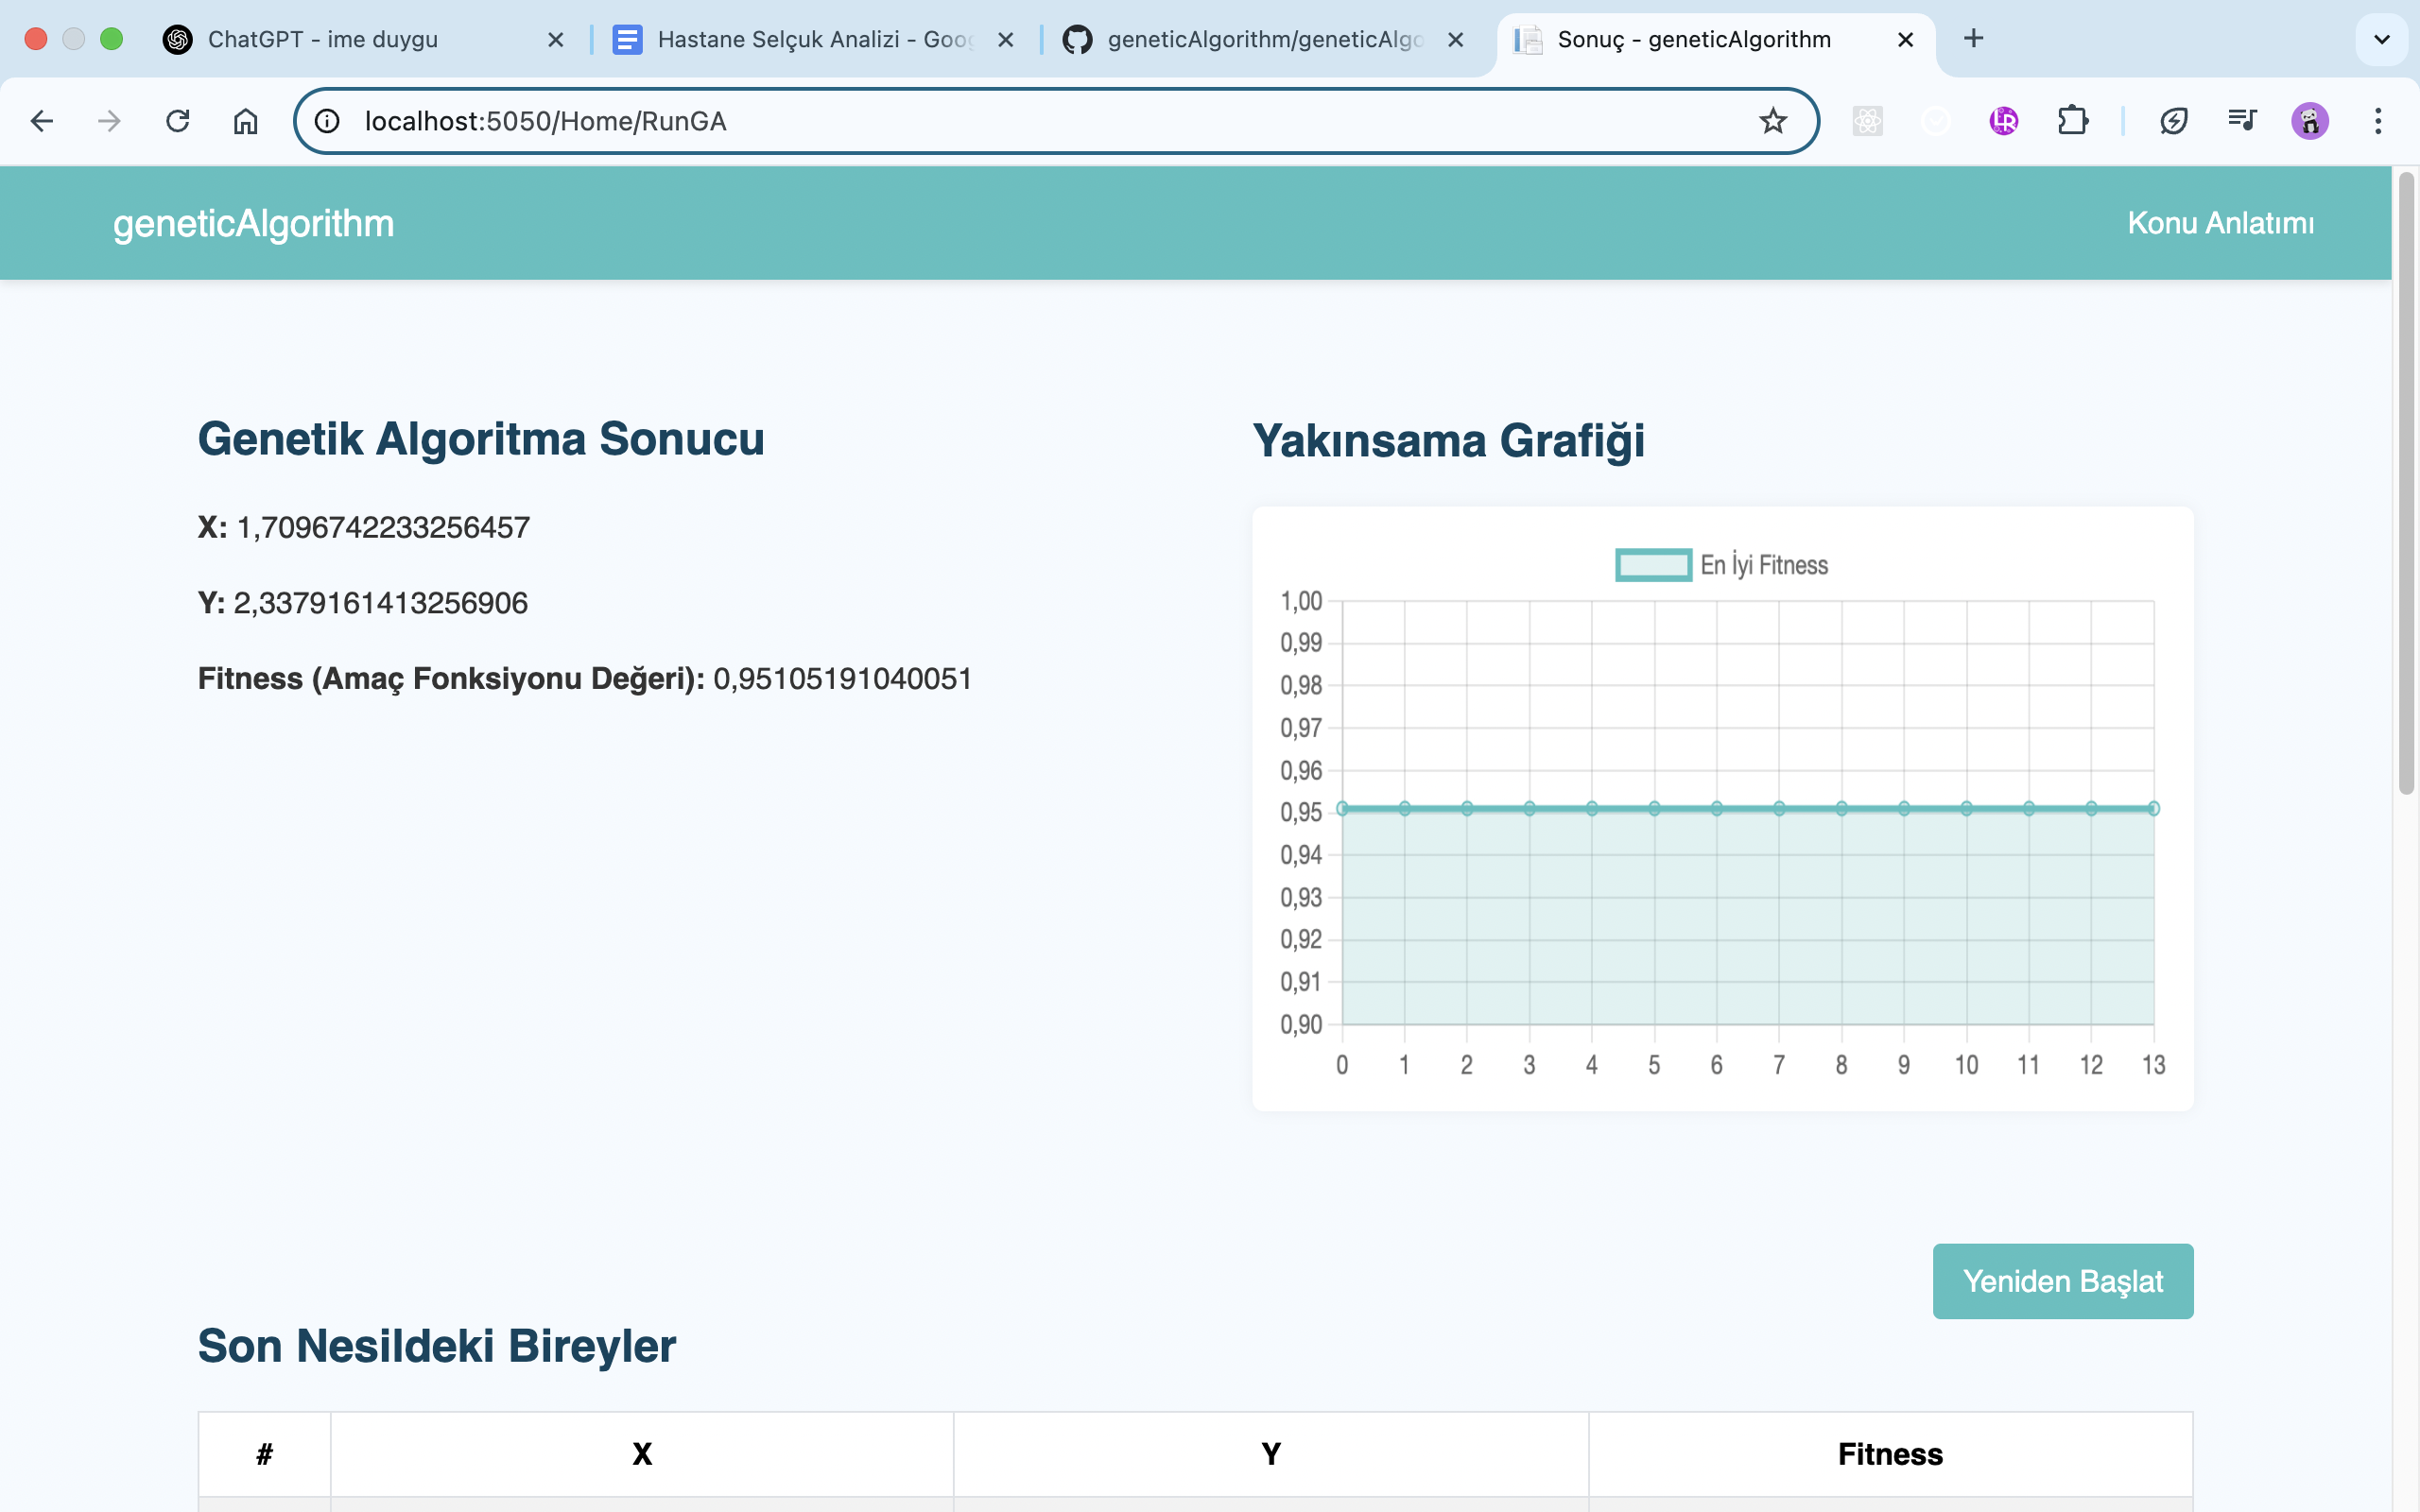 ChatGPT - ime duygu
Hastane Selçuk Analizi - Goo
geneticAlgorithm/geneticAlgo
Sonuç - geneticAlgorithm
localhost:5050/Home/RunGA
geneticAlgorithm
Konu Anlatımı
Genetik Algoritma Sonucu
X: 1,7096742233256457
Y: 2,3379161413256906
Fitness (Amaç Fonksiyonu Değeri): 0,95105191040051
Yakınsama Grafiği
En İyi Fitness
1,00
0,99
0,98
0,97
0,96
0,95
0,94
0,93
0,92
0,91
0,90
0 1 2 3 4 5 6 7 8 9 10 11 12 13
Yeniden Başlat
Son Nesildeki Bireyler
# X Y Fitness